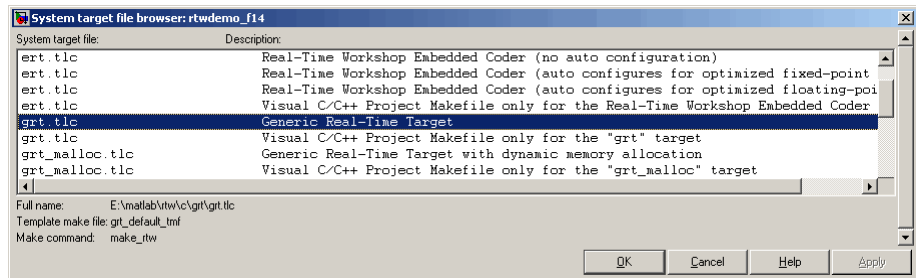 System target file browser: rtwdemo_f14
System target file: Description:
ert.tlc Real-Time Workshop Embedded Coder (no auto configuration)
ert.tlc Real-Time Workshop Embedded Coder (auto configures for optimized fixed-point
ert.tlc Real-Time Workshop Embedded Coder (auto configures for optimized floating-poi
ert.tlc Visual C/C++ Project Makefile only for the Real-Time Workshop Embedded Coder
grt.tlc Generic Real-Time Target
grt.tlc Visual C/C++ Project Makefile only for the "grt" target
grt_malloc.tlc Generic Real-Time Target with dynamic memory allocation
grt_malloc.tlc Visual C/C++ Project Makefile only for the "grt_malloc" target
Full name: E:\matlab\rtw\c\grt\grt.tlc
Template make file: grt_default_tmf
Make command: make_rtw
OK Cancel Help Apply